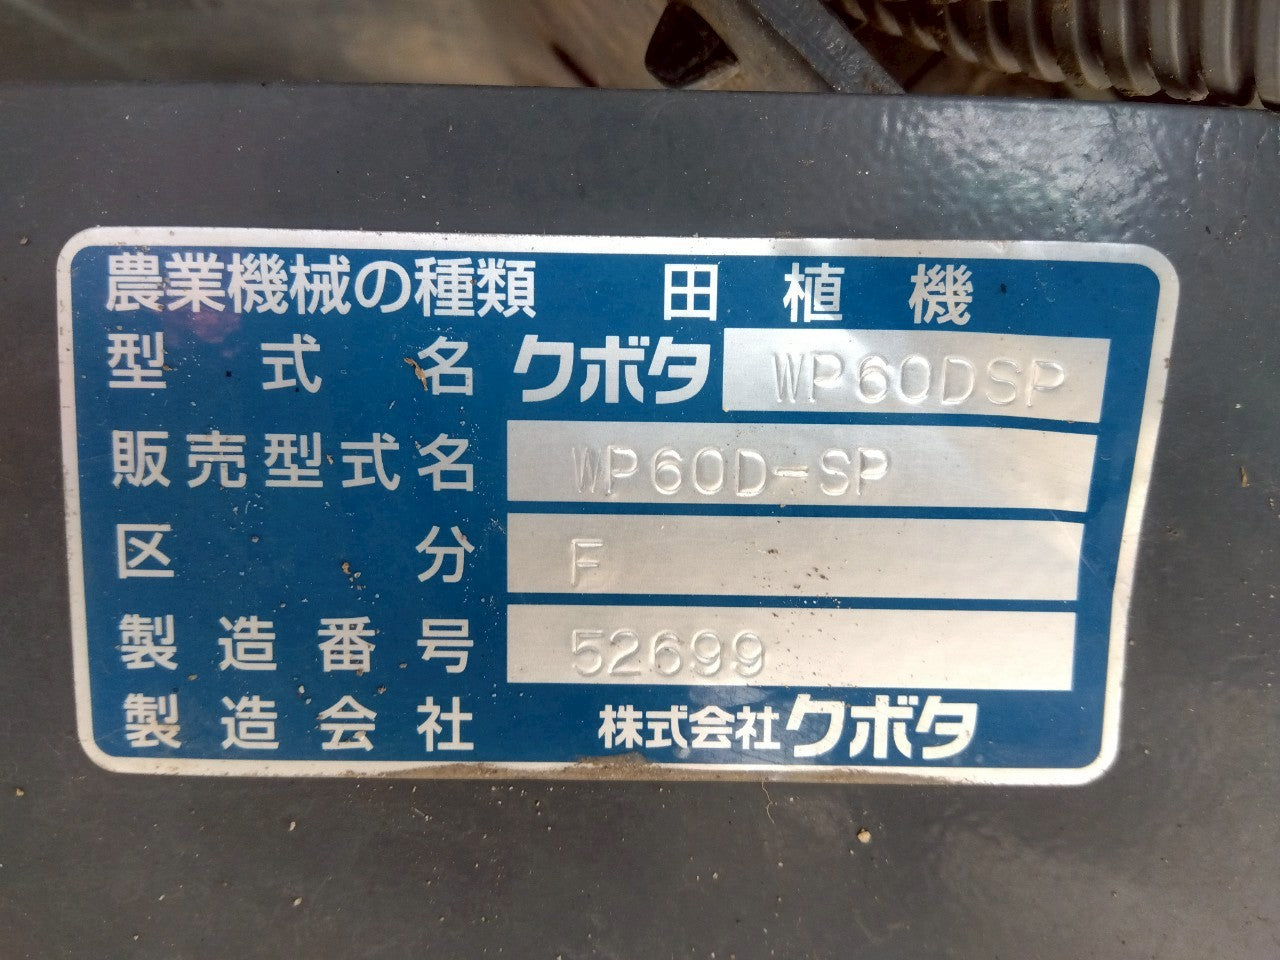 農業機械の種類 田植機
型式名 クボタ WP60DSP
販売型式名 WP60D-SP
区分 F
製造番号 52699
製造会社 株式会社クボタ